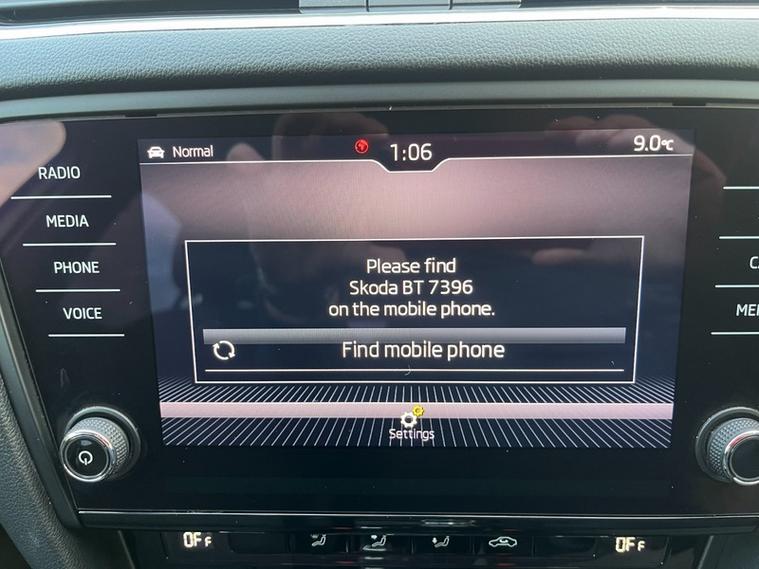 Normal
1:06
9.0°C
RADIO
MEDIA
PHONE
VOICE
Please find
Skoda BT 7396
on the mobile phone.
Find mobile phone
Settings
OFF
OFF